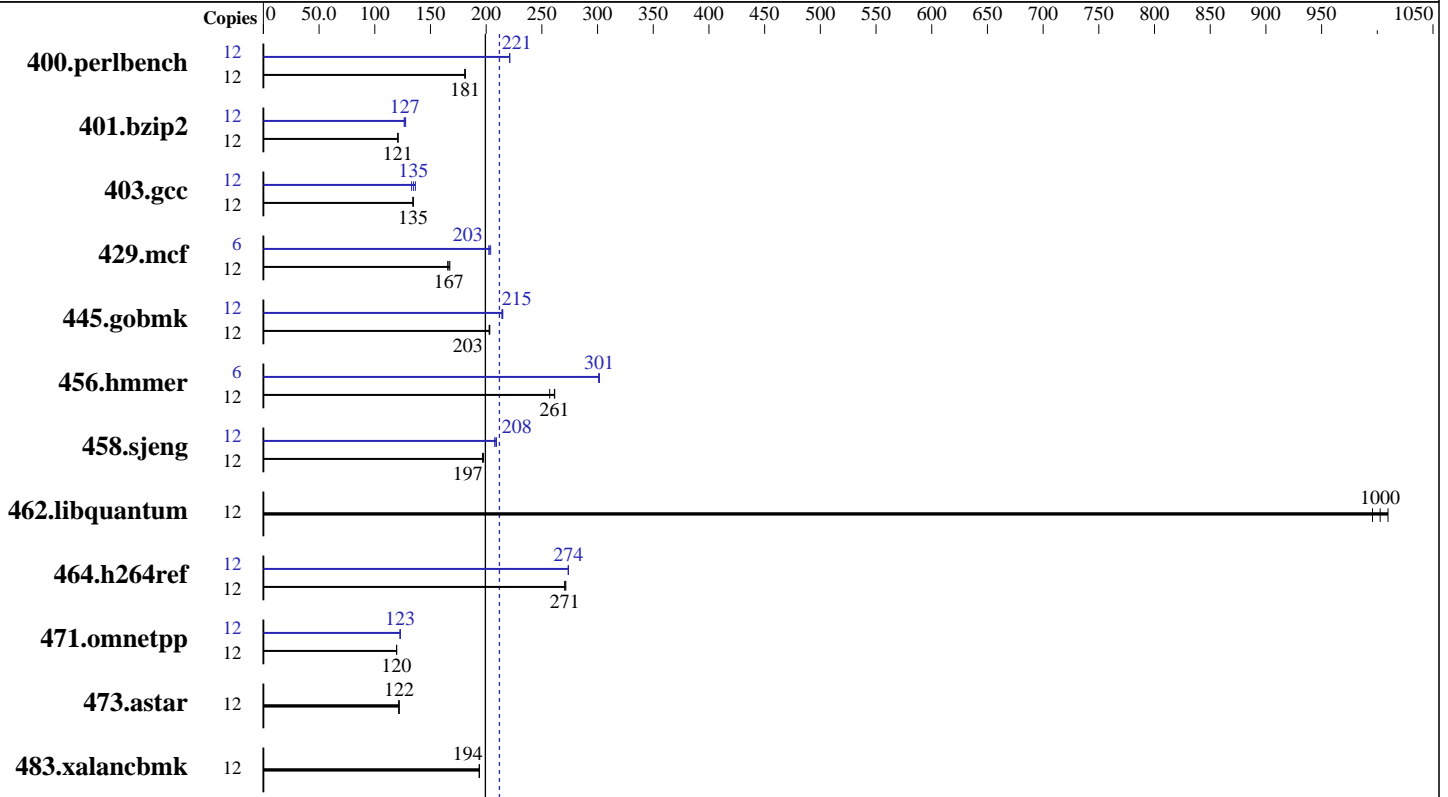 Copies 0 50.0 100 150 200 250 300 350 400 450 500 550 600 650 700 750 800 850 900 950 1050
400.perlbench 12 221
12 181
401.bzip2 12 127
12 121
403.gcc 12 135
12 135
429.mcf 6 203
12 167
445.gobmk 12 215
12 203
456.hmmer 6 301
12 261
458.sjeng 12 208
12 197
462.libquantum 12 1000
464.h264ref 12 274
12 271
471.omnetpp 12 123
12 120
473.astar 12 122
483.xalancbmk 12 194